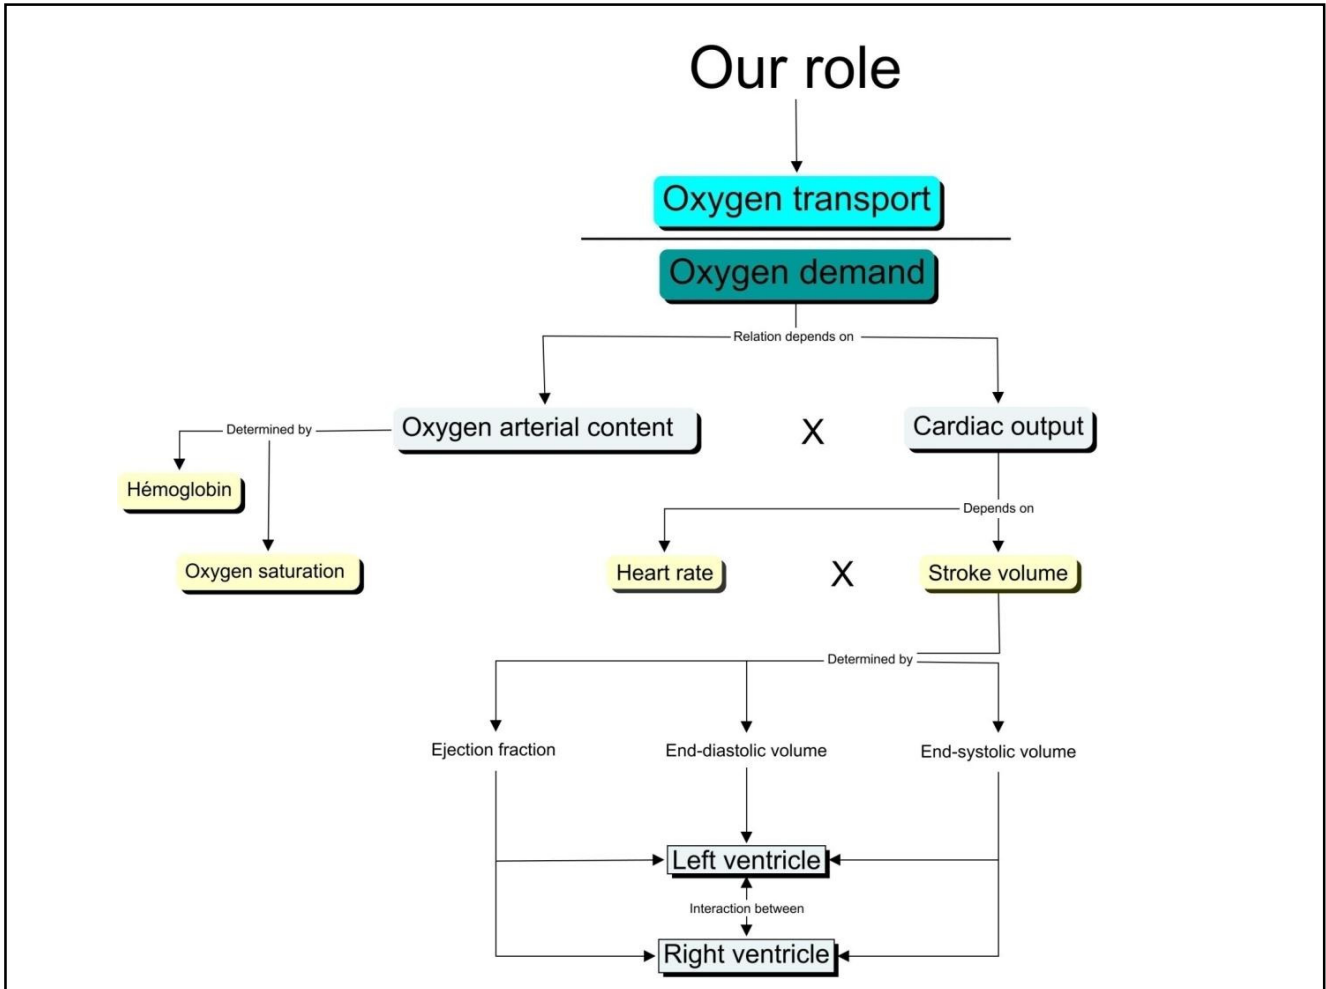 Our role
Oxygen transport
Oxygen demand
Relation depends on
Oxygen arterial content
X
Cardiac output
Determined by
Hémoglobin
Oxygen saturation
Depends on
Heart rate
X
Stroke volume
Determined by
Ejection fraction
End-diastolic volume
End-systolic volume
Left ventricle
Interaction between
Right ventricle